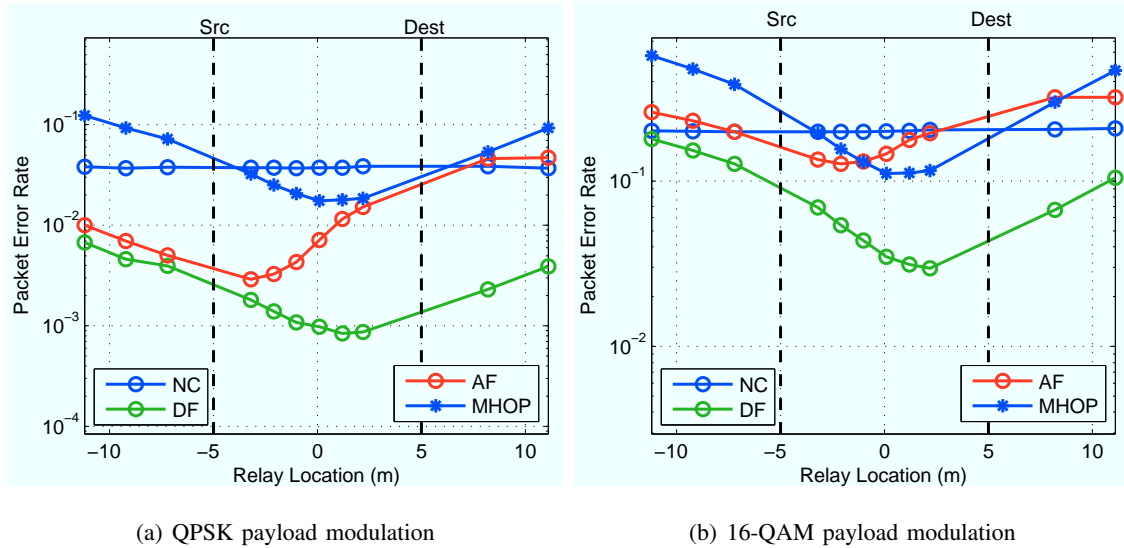 Src
Dest
10^{-1}
10^{-2}
10^{-3}
10^{-4}
Packet Error Rate
−10
−5
0
5
10
Relay Location (m)
NC
DF
AF
MHOP
(a) QPSK payload modulation
Src
Dest
10^{-1}
10^{-2}
Packet Error Rate
−10
−5
0
5
10
Relay Location (m)
NC
DF
AF
MHOP
(b) 16-QAM payload modulation